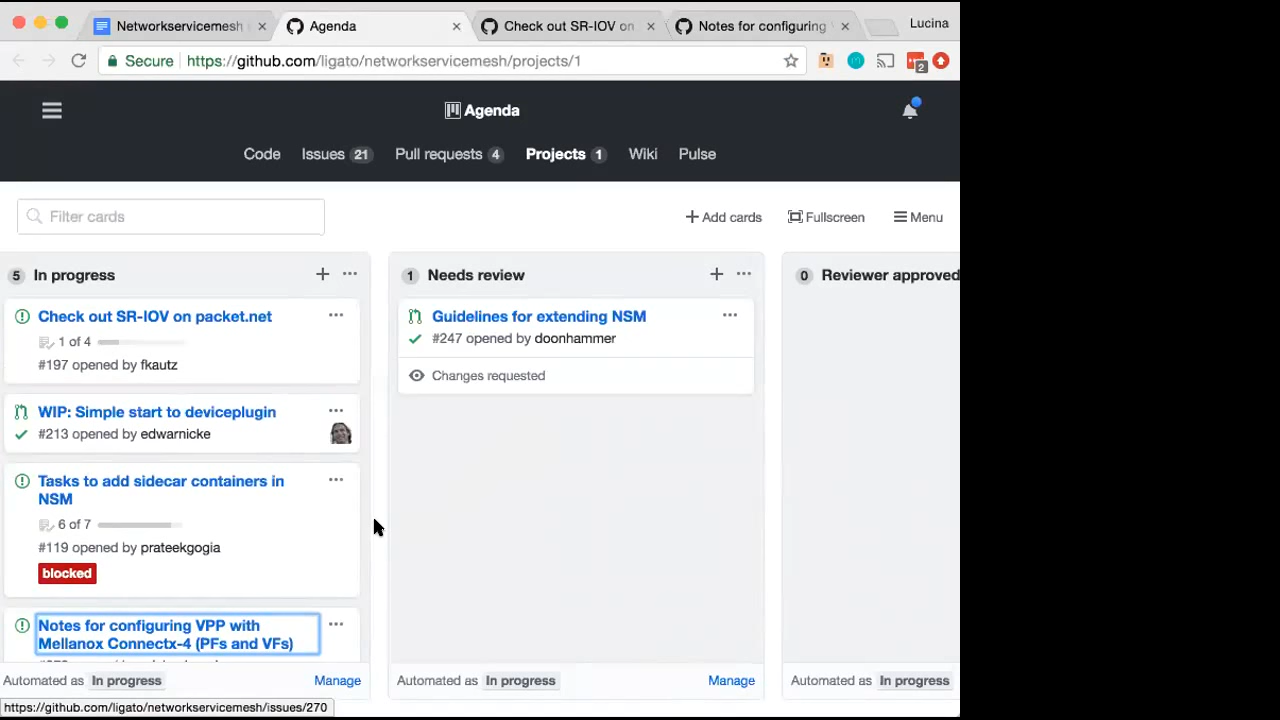 Networkservicemesh
Agenda
Check out SR-IOV on
Notes for configuring
Lucina
Secure
https://github.com/ligato/networkservicemesh/projects/1
2
Agenda
Code
Issues 21
Pull requests 4
Projects 1
Wiki
Pulse
Filter cards
Add cards
Fullscreen
Menu
5 In progress
Check out SR-IOV on packet.net
1 of 4
#197 opened by fkautz
WIP: Simple start to deviceplugin
#213 opened by edwarnicke
Tasks to add sidecar containers in
NSM
6 of 7
#119 opened by prateekgogia
blocked
Notes for configuring VPP with
Mellanox Connectx-4 (PFs and VFs)
Automated as In progress
Manage
1 Needs review
Guidelines for extending NSM
#247 opened by doonhammer
Changes requested
Automated as In progress
Manage
0 Reviewer approved
Automated as In progress
https://github.com/ligato/networkservicemesh/issues/270